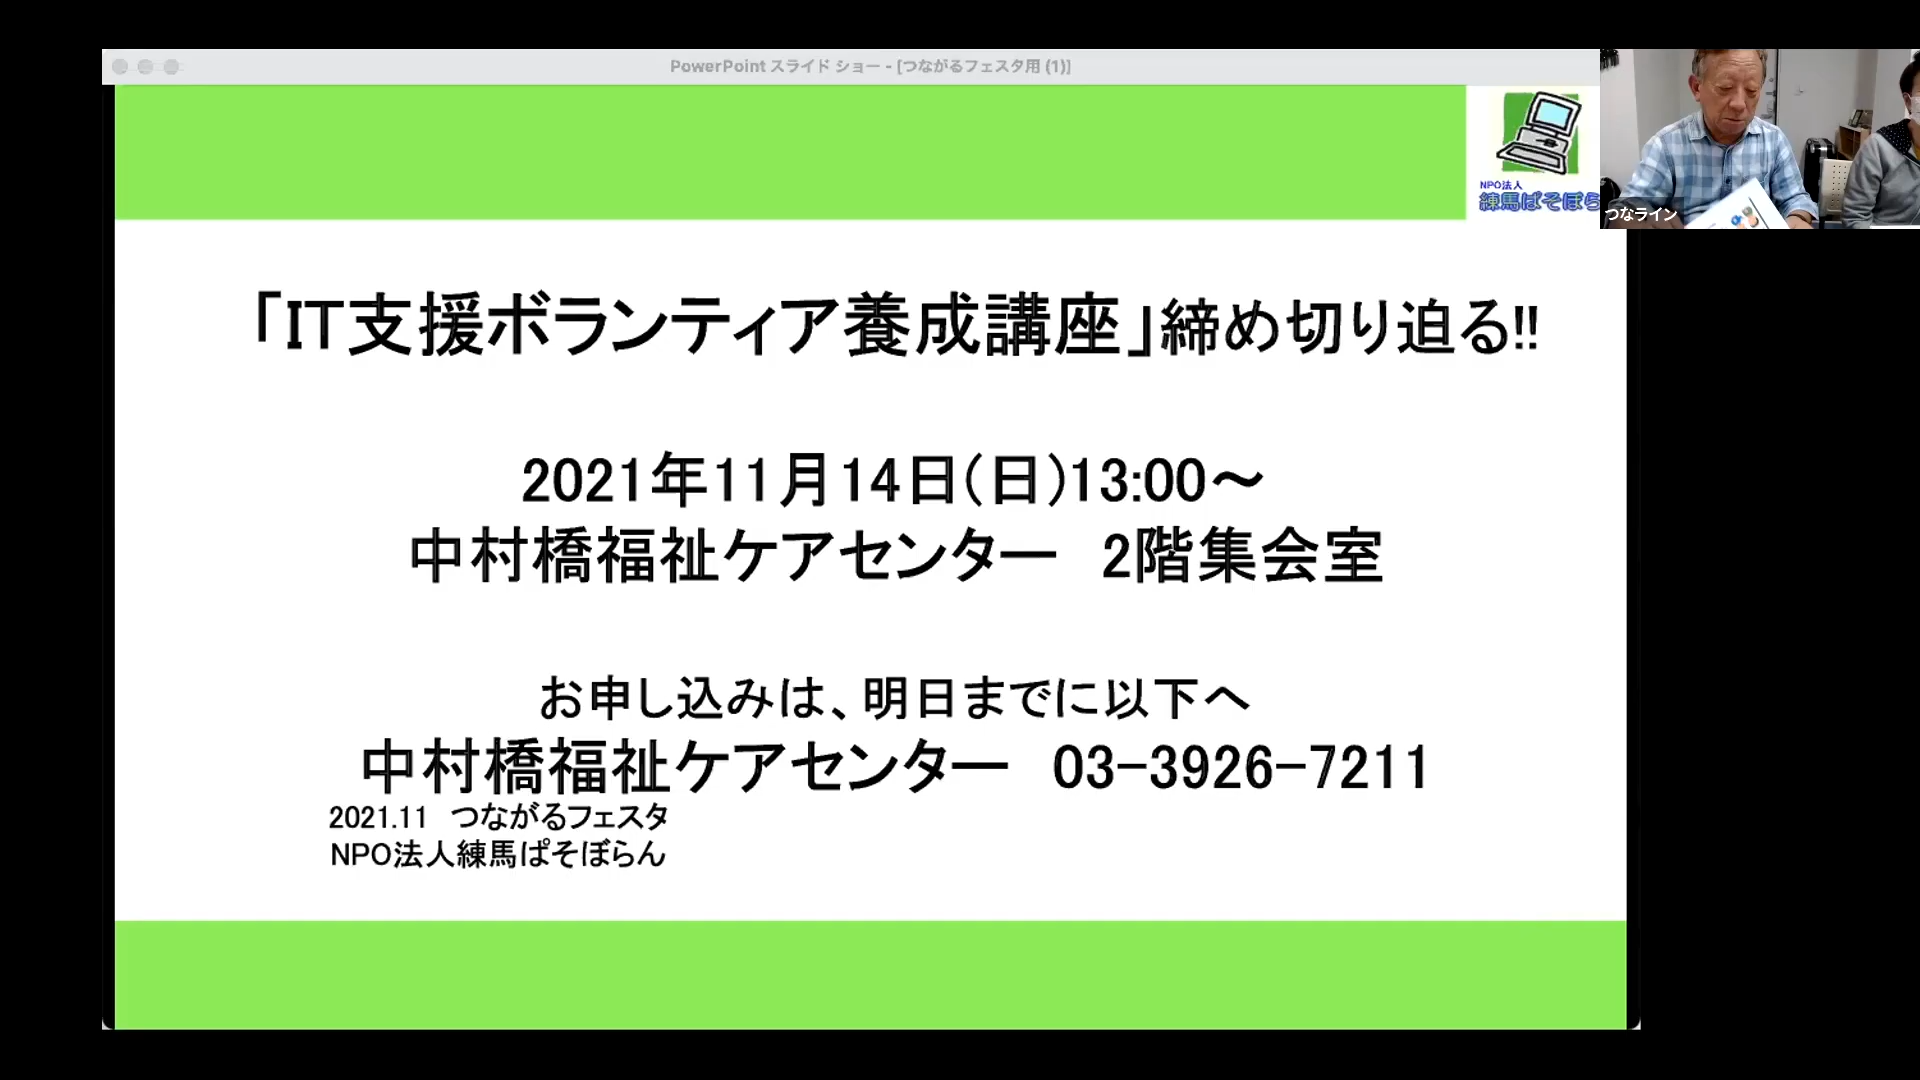 PowerPoint スライド ショー - [つながるフェスタ用 (1)]
NPO法人
練馬ぱそぼら
つなライン
「IT支援ボランティア養成講座」締め切り迫る!!
2021年11月14日(日)13:00～
中村橋福祉ケアセンター　2階集会室
お申し込みは、明日までに以下へ
中村橋福祉ケアセンター　03-3926-7211
2021.11　つながるフェスタ
NPO法人練馬ぱそぼらん